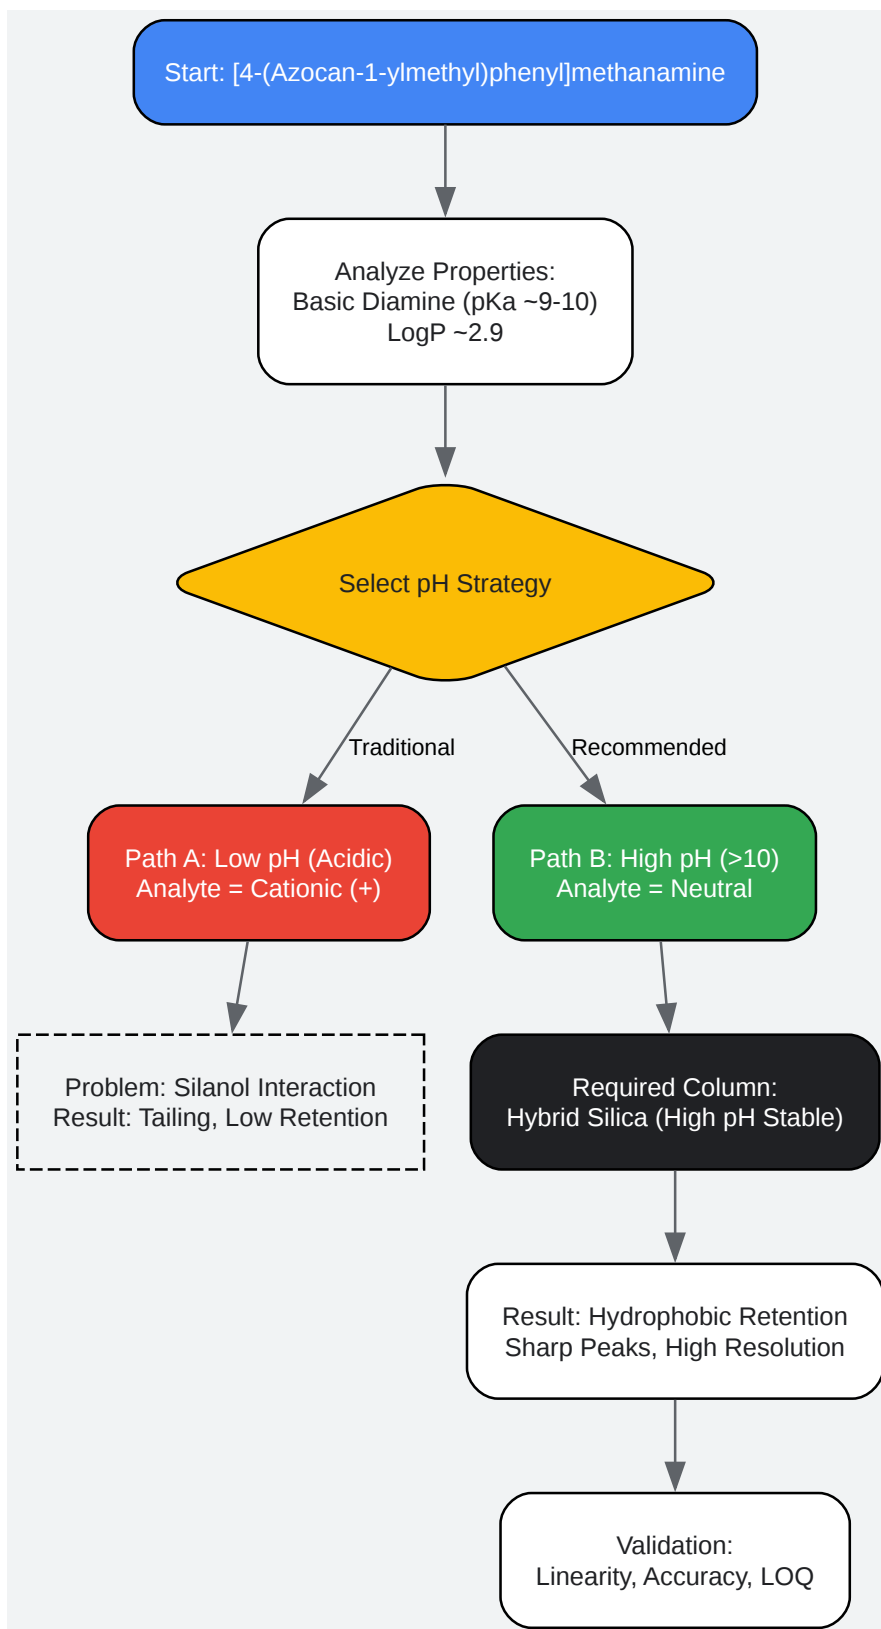 Start: [4-(Azocan-1-ylmethyl)phenyl]methanamine
Analyze Properties:
Basic Diamine (pKa ~9-10)
LogP ~2.9
Select pH Strategy
Traditional
Recommended
Path A: Low pH (Acidic)
Analyte = Cationic (+)
Path B: High pH (>10)
Analyte = Neutral
Problem: Silanol Interaction
Result: Tailing, Low Retention
Required Column:
Hybrid Silica (High pH Stable)
Result: Hydrophobic Retention
Sharp Peaks, High Resolution
Validation:
Linearity, Accuracy, LOQ